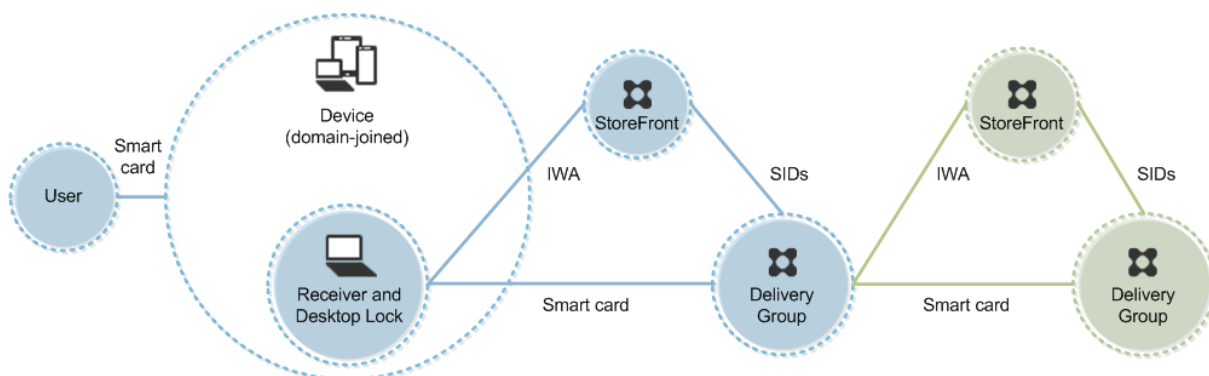 User
Smart
card
Device
(domain-joined)
Receiver and
Desktop Lock
IWA
StoreFront
SIDs
Smart card
Delivery
Group
IWA
StoreFront
SIDs
Smart card
Delivery
Group